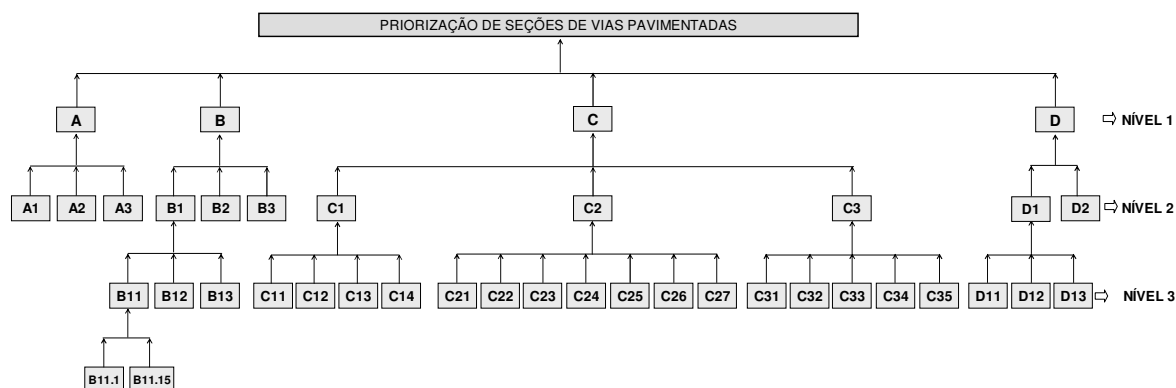 PRIORIZAÇÃO DE SEÇÕES DE VIAS PAVIMENTADAS
A B C D NÍVEL 1
A1 A2 A3 B1 B2 B3 C1 C2 C3 D1 D2 NÍVEL 2
B11 B12 B13 C11 C12 C13 C14 C21 C22 C23 C24 C25 C26 C27 C31 C32 C33 C34 C35 D11 D12 D13 NÍVEL 3
B11.1 B11.15